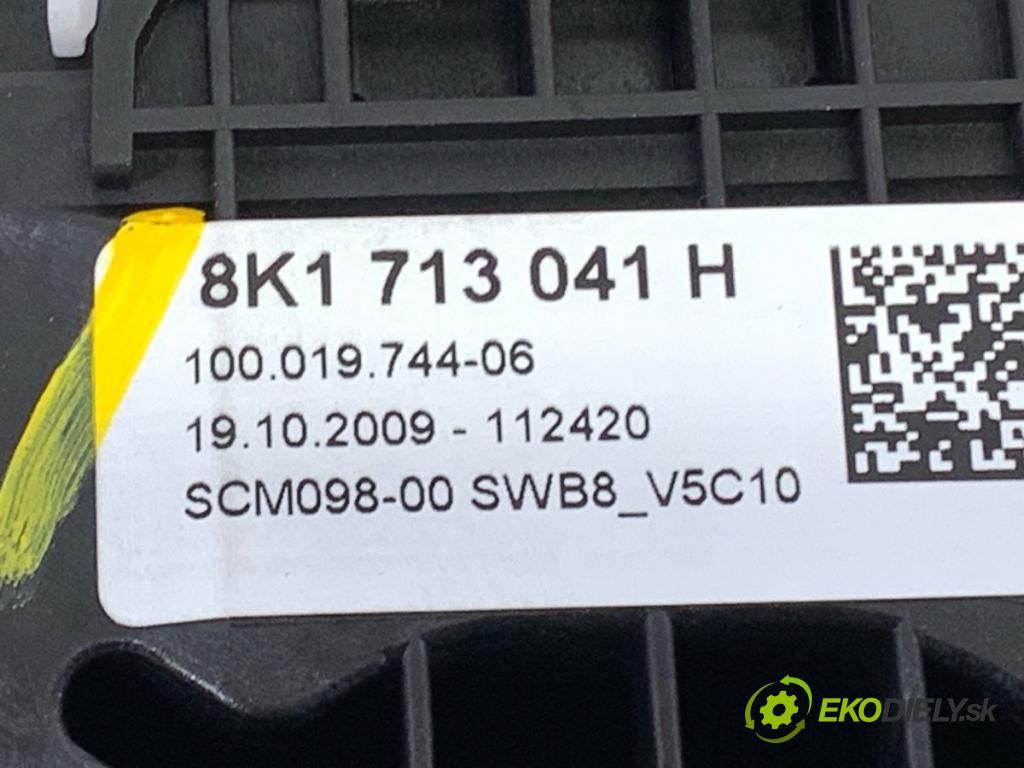 8K1 713 041 H
100.019.744-06
19.10.2009 - 112420
SCM098-00 SWB8_V5C10
EKODIELY.sk